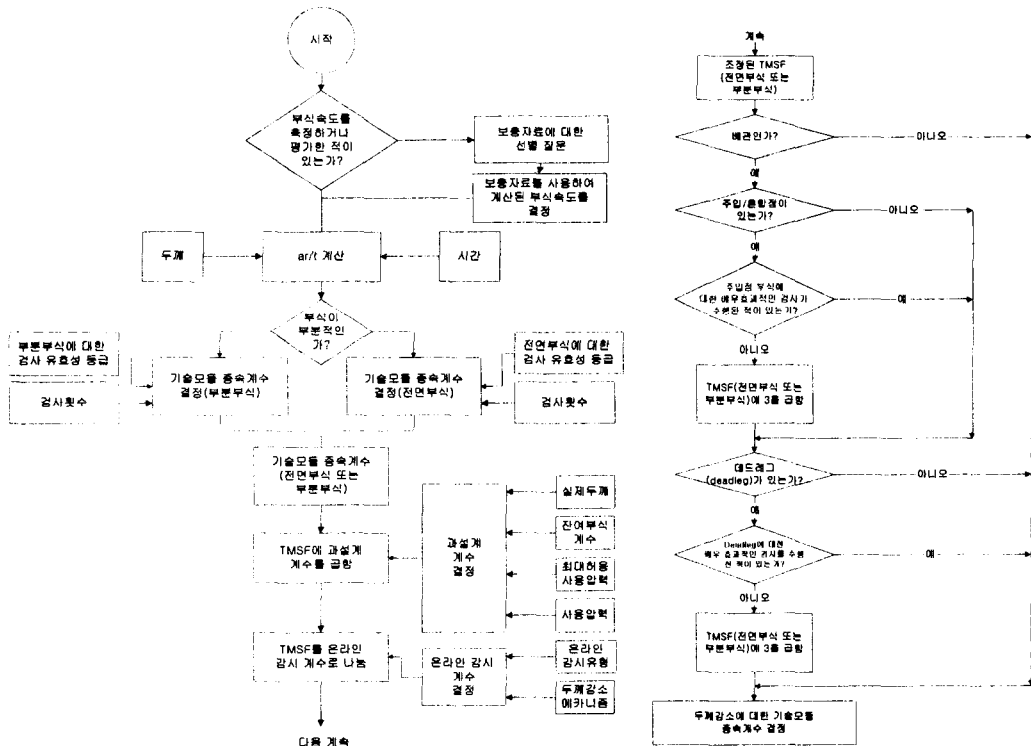 시작
부식속도를
측정하거나
평가한 적이
있는가?
보충자료에 대한
선별 질문
보충자료를 사용하여
계산된 부식속도를
결정
두께
ar/t 계산
시간
부식이
부분적인
가?
부분부식에 대한
검사 유효성 등급
검사횟수
기술모듈 종속계수
결정(부분부식)
기술모듈 종속계수
결정(전면부식)
전면부식에 대한
검사 유효성 등급
검사횟수
기술모듈 종속계수
(전면부식 또는
부분부식)
TMSF에 과설계
계수를 곱함
과설계
계수
결정
실제두께
잔여부식
계수
최대허용
사용압력
사용압력
TMSF를 온라인
감시 계수로 나눔
온라인 감시
계수
결정
온라인
감시유형
두께감소
메카니즘
다음 계속
계속
조정된 TMSF
(전면부식 또는
부분부식)
배관인가?
아니오
예
주입/혼합점이
있는가?
아니오
예
주입점 부식에
대한 매우효과적인 검사가
수행된 적이 있는가?
예
아니오
TMSF(전면부식 또는
부분부식)에 3를 곱함
데드레그
(deadleg)가 있는가?
아니오
예
Deadleg에 대한
매우 효과적인 검사를 수행
한 적이 있는가?
예
아니오
TMSF(전면부식 또는
부분부식)에 3를 곱함
두께감소에 대한 기술모듈
종속계수 결정